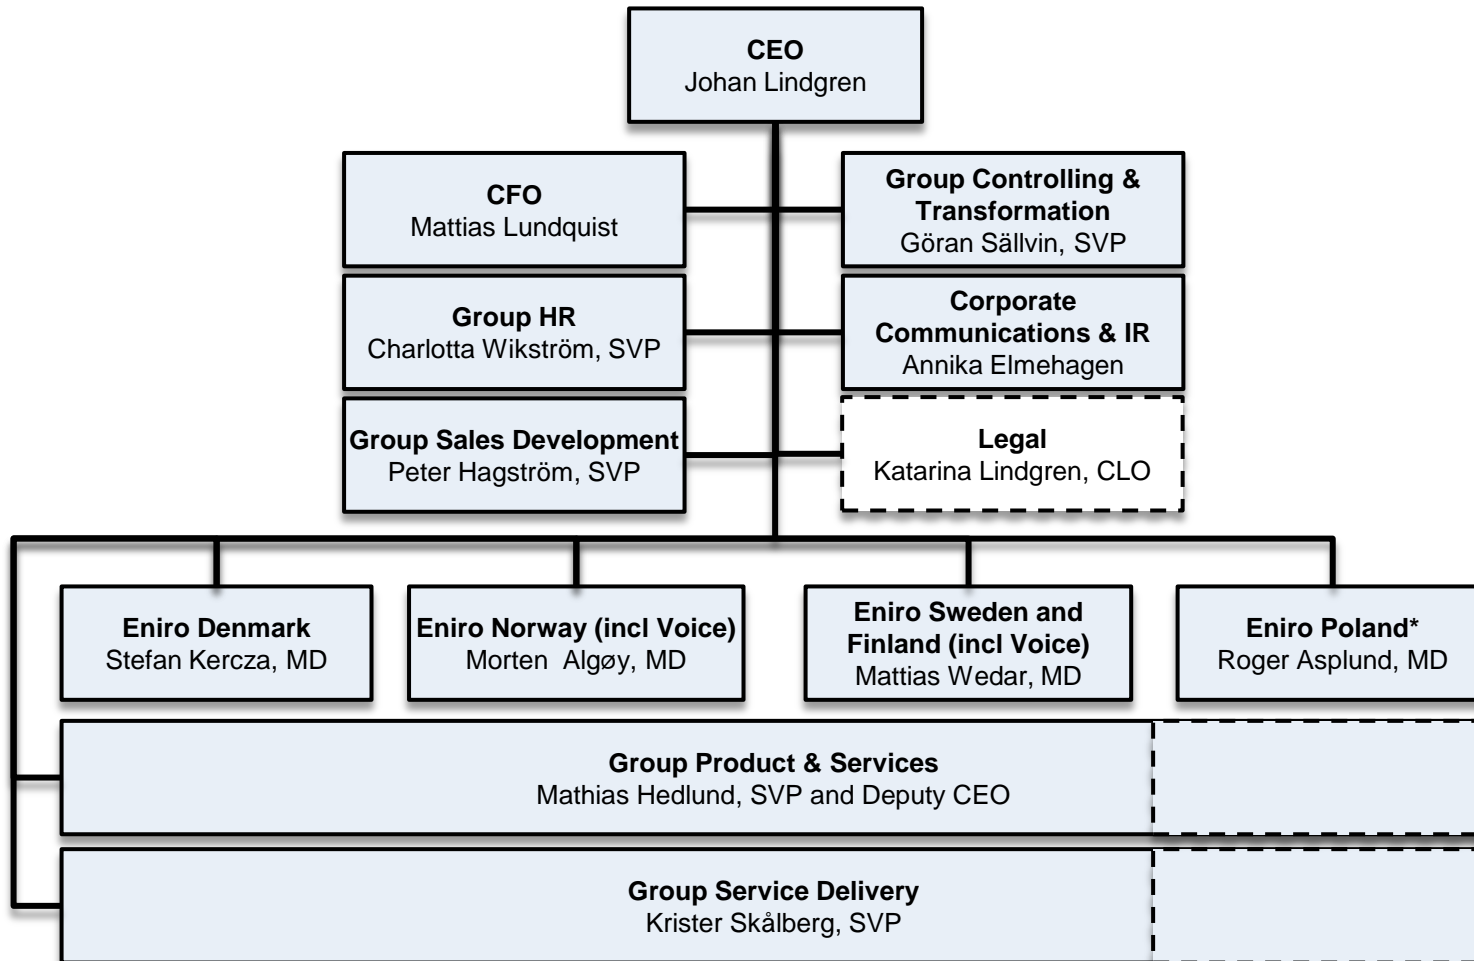 CEO
Johan Lindgren
CFO
Mattias Lundquist
Group Controlling &
Transformation
Göran Sällvin, SVP
Group HR
Charlotta Wikström, SVP
Corporate
Communications & IR
Annika Elmehagen
Group Sales Development
Peter Hagström, SVP
Legal
Katarina Lindgren, CLO
Eniro Denmark
Stefan Kercza, MD
Eniro Norway (incl Voice)
Morten  Algøy, MD
Eniro Sweden and
Finland (incl Voice)
Mattias Wedar, MD
Eniro Poland*
Roger Asplund, MD
Group Product & Services
Mathias Hedlund, SVP and Deputy CEO
Group Service Delivery
Krister Skålberg, SVP